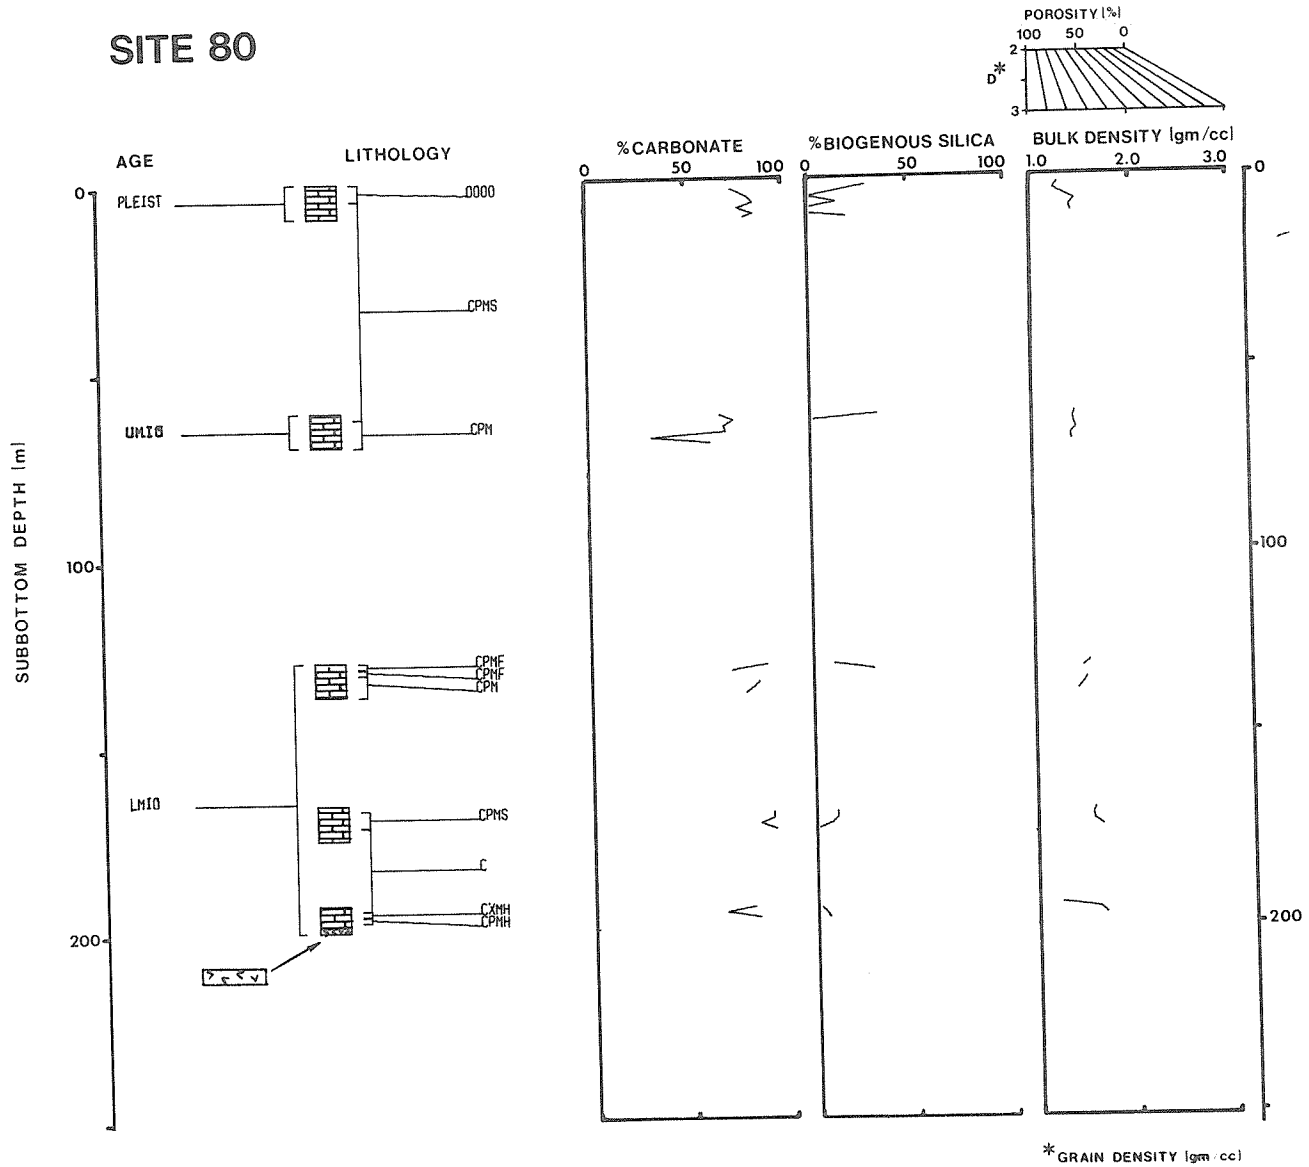 SITE 80
POROSITY [%]
100 50 0
2
D*
3
AGE LITHOLOGY %CARBONATE %BIOGENOUS SILICA BULK DENSITY [gm/cc]
0 50 100 0 50 100 1.0 2.0 3.0
0 PLEIST 0000 0
CPMS
UMIO CPM
SUBBOTTOM DEPTH [m]
100 100
CPMF
CPMF
CPM
LMIO CPMS
C
CXMH
CPMH
200 200
*GRAIN DENSITY [gm/cc]